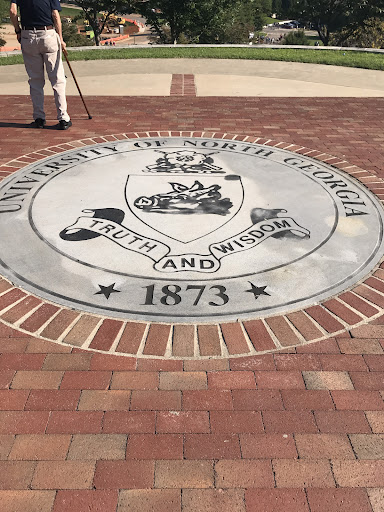 UNIVERSITY OF NORTH GEORGIA
TRUTH AND WISDOM
1873